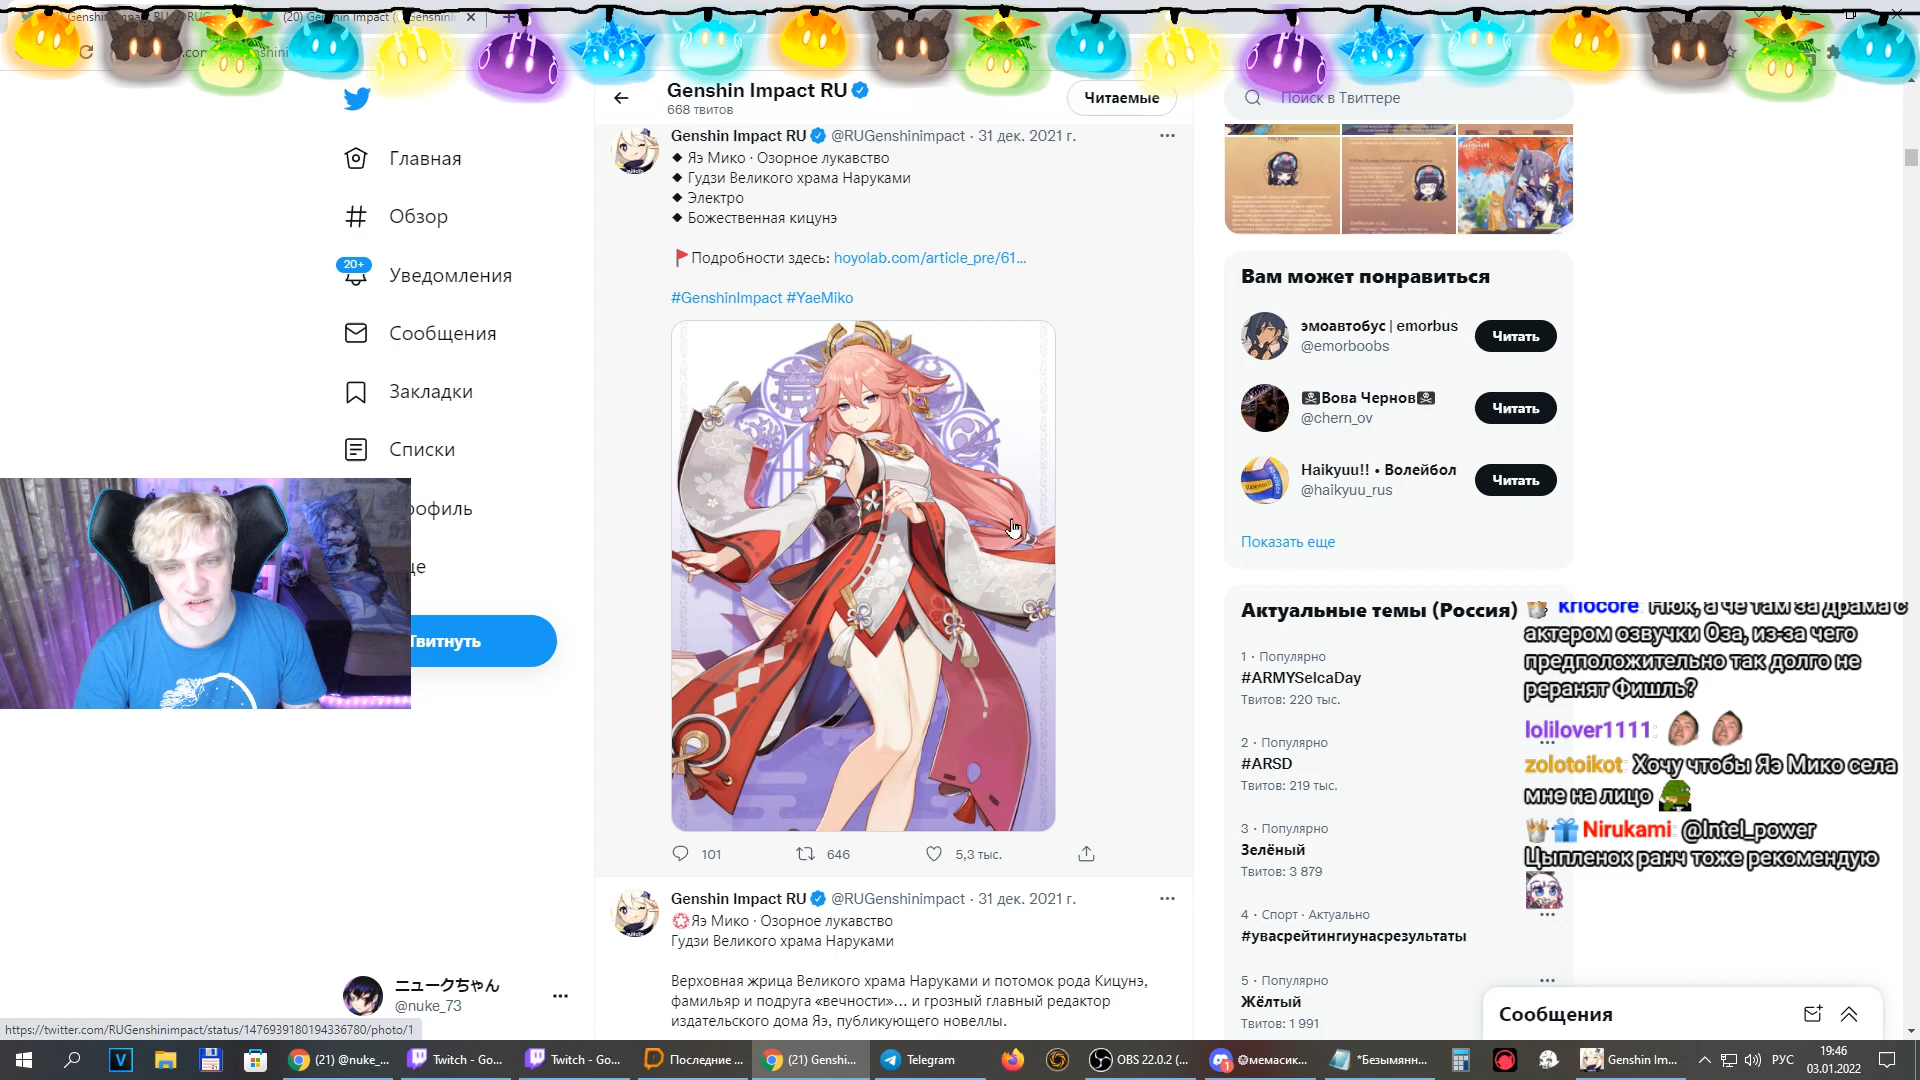 (20) Genshin Impact (
Genshin Impact RU
668 твитов
Читаемые
Поиск в Твиттере
Главная
Обзор
20+
Уведомления
Сообщения
Закладки
Списки
рофиль
ще
Твитнуть
ニュークちゃん
@nuke_73
Genshin Impact RU @RUGenshinimpact · 31 дек. 2021 г.
◆ Яэ Мико · Озорное лукавство
◆ Гудзи Великого храма Наруками
◆ Электро
◆ Божественная кицунэ
Подробности здесь: hoyolab.com/article_pre/61...
#GenshinImpact #YaeMiko
101
646
5,3 тыс.
Genshin Impact RU @RUGenshinimpact · 31 дек. 2021 г.
Яэ Мико · Озорное лукавство
Гудзи Великого храма Наруками
Верховная жрица Великого храма Наруками и потомок рода Кицунэ,
фамильяр и подруга «вечности»... и грозный главный редактор
издательского дома Яэ, публикующего новеллы.
Вам может понравиться
эмоавтобус | emorbus
@emorboobs
Читать
Вова Чернов
@chern_ov
Читать
Haikyuu!! • Волейбол
@haikyuu_rus
Читать
Показать еще
Актуальные темы (Россия)
1 · Популярно
#ARMYSelcaDay
Твитов: 220 тыс.
2 · Популярно
#ARSD
Твитов: 219 тыс.
3 · Популярно
Зелёный
Твитов: 3 879
4 · Спорт · Актуально
#увасрейтингиунасрезультаты
5 · Популярно
Жёлтый
Твитов: 1 991
kriocore: Нюк, а че там за драма с
актером озвучки Оза, из-за чего
предположительно так долго не
реранят Фишль?
lolilover1111:
zolotoikot: Хочу чтобы Яэ Мико села
мне на лицо
Nirukami: @Intel_power
Цыпленок ранч тоже рекомендую
Сообщения
https://twitter.com/RUGenshinimpact/status/1476939180194336780/photo/1
(21) @nuke_...
Twitch - Go...
Twitch - Go...
Последние ...
(21) Genshi...
Telegram
OBS 22.0.2 (...
мемасик...
*Безымянн...
Genshin Im...
РУС
19:46
03.01.2022